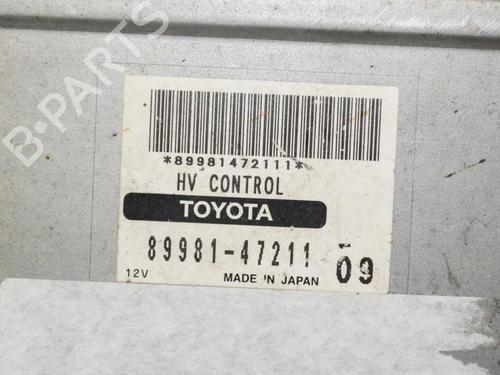 B-PARTS
*89981472111*
HV CONTROL
TOYOTA
89981-47211
09
12V
MADE IN JAPAN